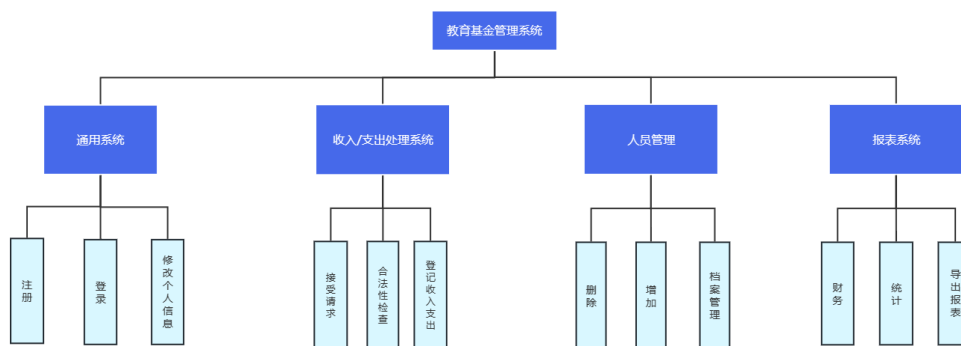 教育基金管理系统
通用系统
收入/支出处理系统
人员管理
报表系统
注册
登录
修改个人信息
接受请求
合法性检查
登记收入支出
删除
增加
档案管理
财务
统计
导出报表